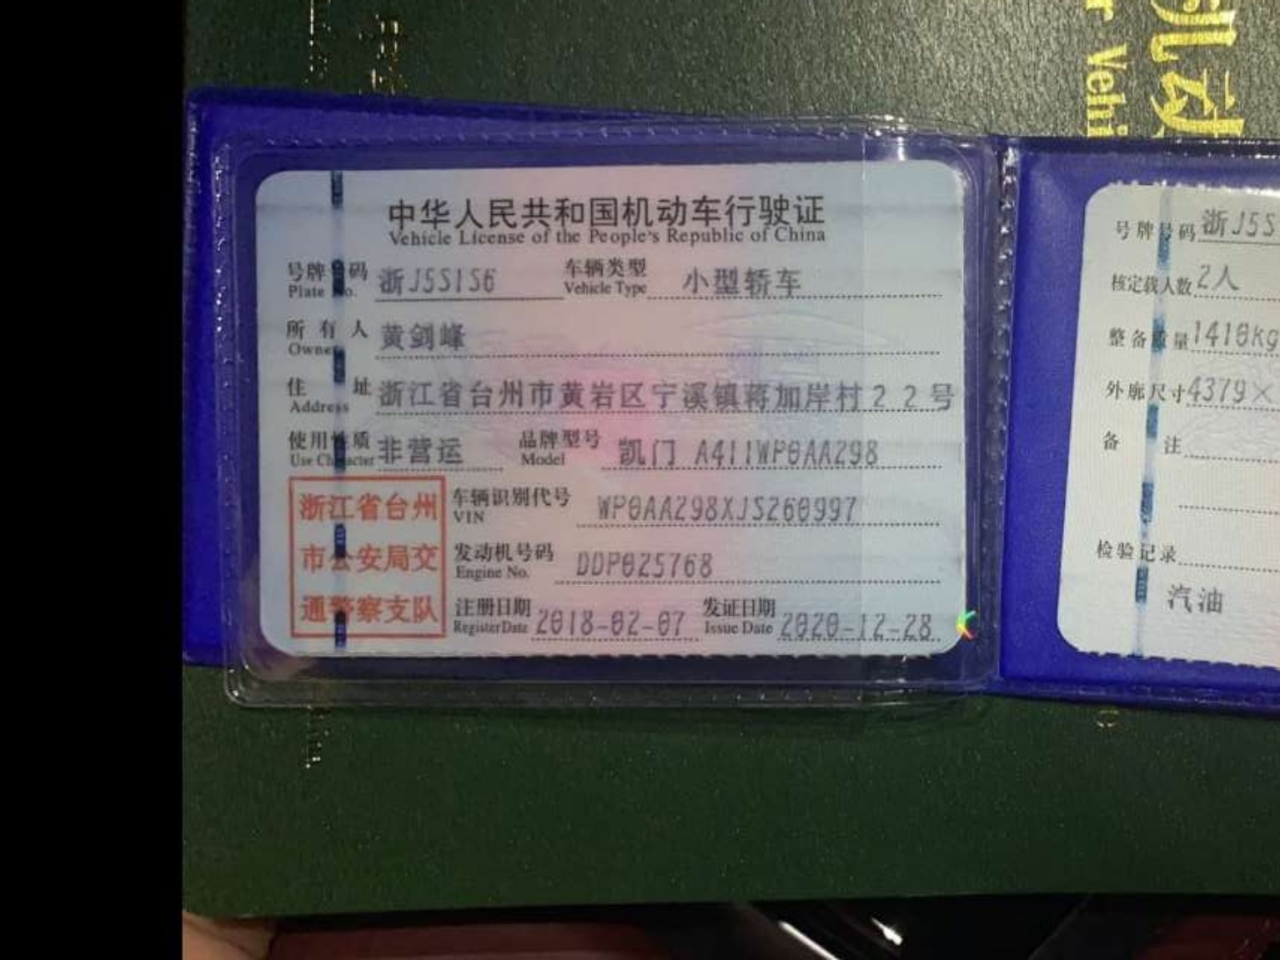 机动
r Vehi
中华人民共和国机动车行驶证
Vehicle License of the People's Republic of China
号牌号码 浙J5S1S6 车辆类型 小型轿车
Plate No. Vehicle Type
所有人 黄剑峰
Owner
住址 浙江省台州市黄岩区宁溪镇蒋加岸村22号
Address
使用性质 非营运 品牌型号 凯门 A411WP0AA298
Use Character Model
浙江省台州
市公安局交
通警察支队
车辆识别代号 WP0AA298XJS260997
VIN
发动机号码 DDP025768
Engine No.
注册日期 2018-02-07 发证日期 2020-12-28
Register Date Issue Date
号牌号码 浙J5S
核定载人数 2人
整备质量 1410kg
外廓尺寸 4379×
备注
检验记录
汽油